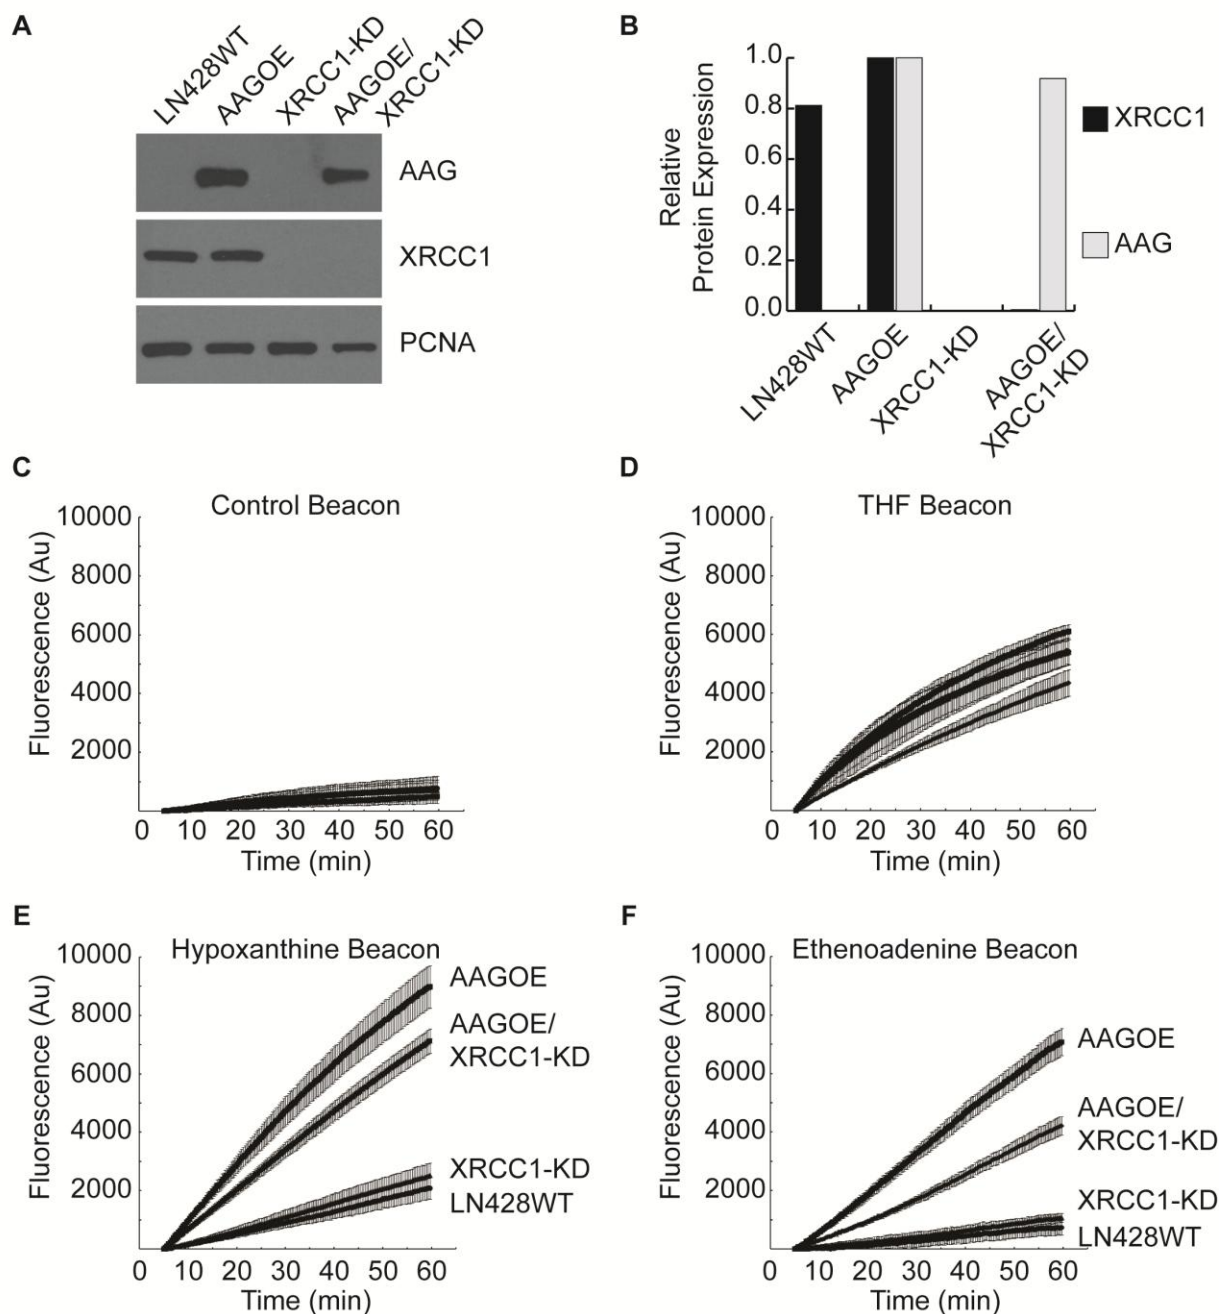 A
LN428WT
AAGOE
XRCC1-KD
AAGOE/
XRCC1-KD
AAG
XRCC1
PCNA
B
Relative
Protein Expression
1.0
0.8
0.6
0.4
0.2
0.0
LN428WT
AAGOE
XRCC1-KD
AAGOE/
XRCC1-KD
XRCC1
AAG
C
Control Beacon
Fluorescence (Au)
10000
8000
6000
4000
2000
0 10 20 30 40 50 60
Time (min)
D
THF Beacon
Fluorescence (Au)
10000
8000
6000
4000
2000
0 10 20 30 40 50 60
Time (min)
E
Hypoxanthine Beacon
Fluorescence (Au)
10000
8000
6000
4000
2000
0 10 20 30 40 50 60
Time (min)
AAGOE
AAGOE/
XRCC1-KD
XRCC1-KD
LN428WT
F
Ethenoadenine Beacon
Fluorescence (Au)
10000
8000
6000
4000
2000
0 10 20 30 40 50 60
Time (min)
AAGOE
AAGOE/
XRCC1-KD
XRCC1-KD
LN428WT